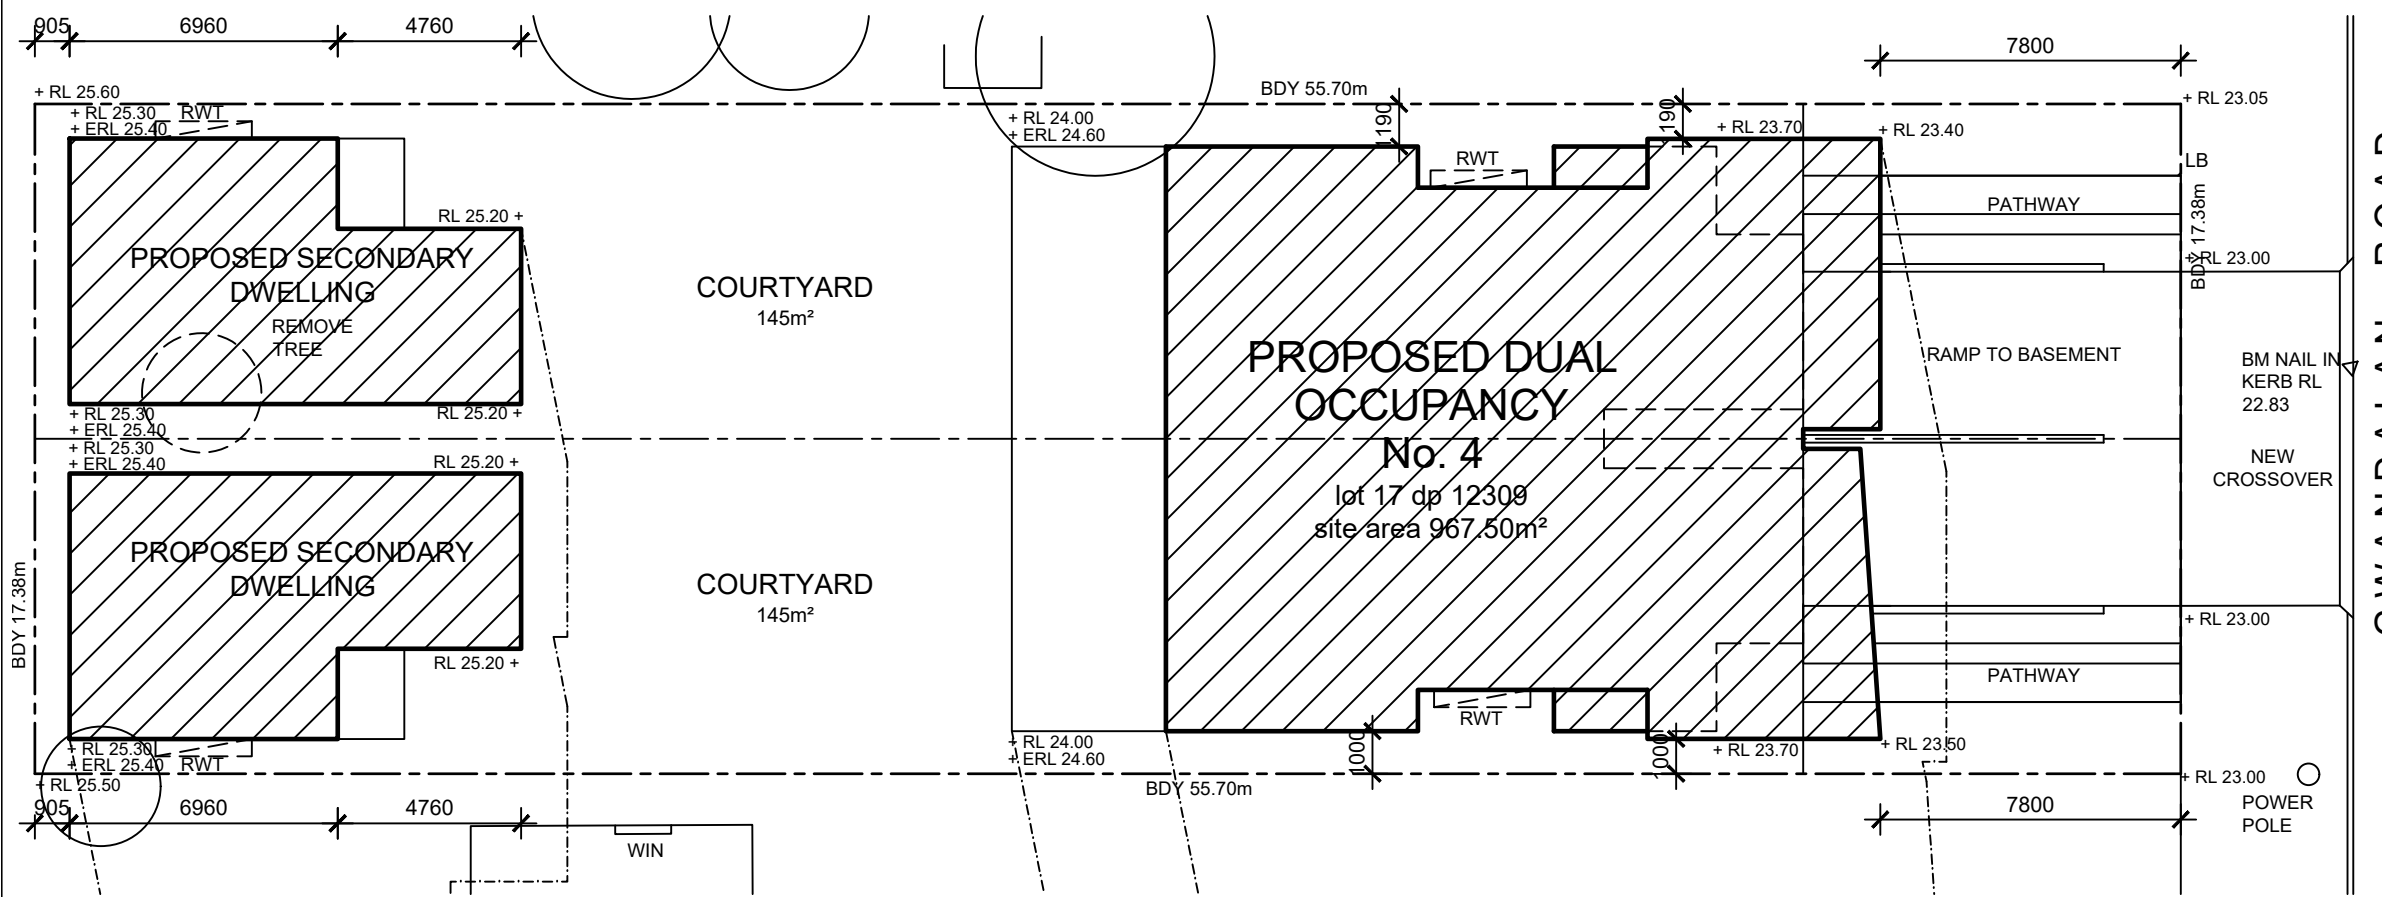 905
6960
4760
7800
BDY 55.70m
+ RL 25.60
+ RL 23.05
+ RL 25.30
RWT
+ ERL 25.40
+ RL 24.00
+ ERL 24.60
1190
+ RL 23.70
+ RL 23.40
RWT
LB
PATHWAY
BDY 17.38m
RL 25.20 +
PROPOSED SECONDARY
DWELLING
REMOVE
TREE
COURTYARD
145m²
+ RL 23.00
PROPOSED DUAL
OCCUPANCY
No. 4
lot 17 dp 12309
site area 967.50m²
RAMP TO BASEMENT
BM NAIL IN
KERB RL
22.83
+ RL 25.30
+ ERL 25.40
RL 25.20 +
+ RL 25.30
+ ERL 25.40
RL 25.20 +
NEW
CROSSOVER
PROPOSED SECONDARY
DWELLING
COURTYARD
145m²
BDY 17.38m
RL 25.20 +
+ RL 23.00
PATHWAY
RWT
1000
+ RL 25.30
+ ERL 25.40
RWT
+ RL 25.50
+ RL 24.00
+ ERL 24.60
+ RL 23.70
+ RL 23.50
BDY 55.70m
+ RL 23.00
POWER
POLE
905
6960
4760
7800
WIN